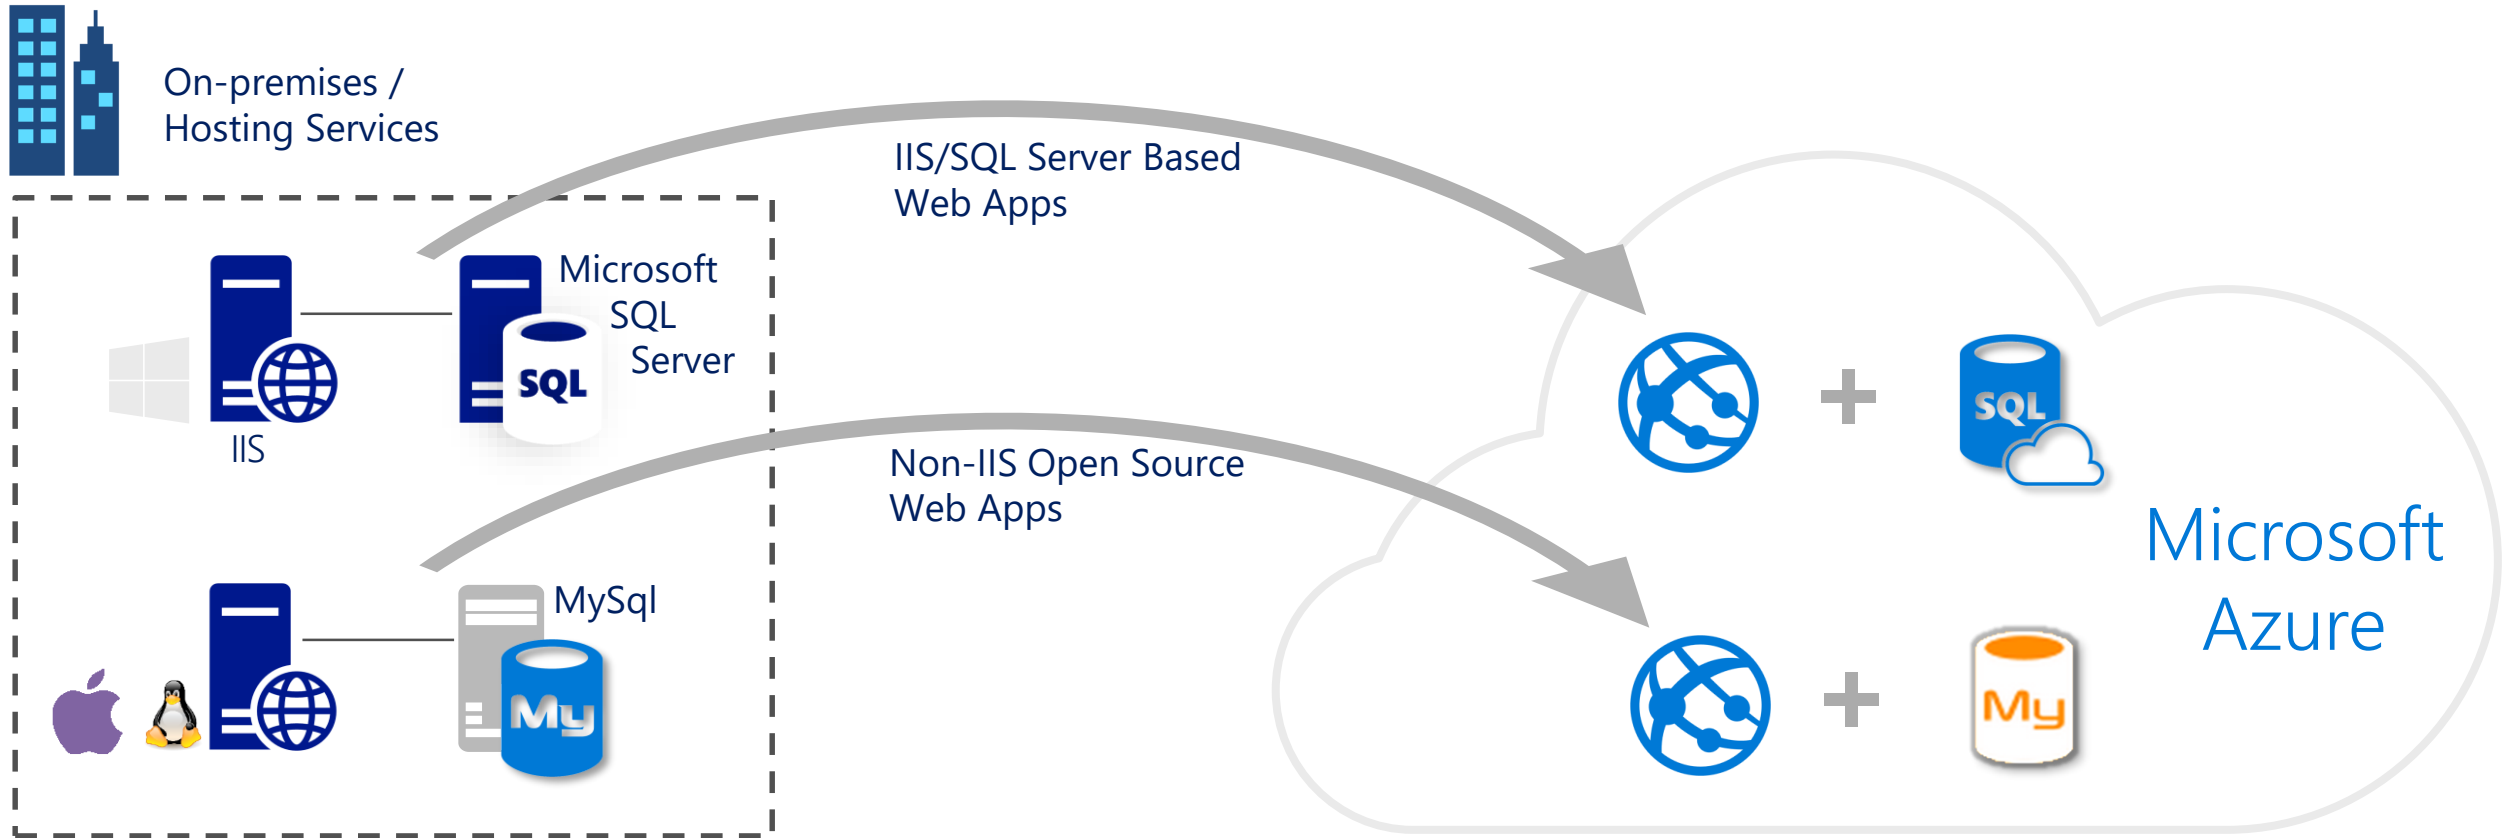 On-premises /
Hosting Services
IIS/SQL Server Based
Web Apps
Microsoft
SQL
Server
SQL
IIS
SQL
Non-IIS Open Source
Web Apps
Microsoft
Azure
MySql
My
My